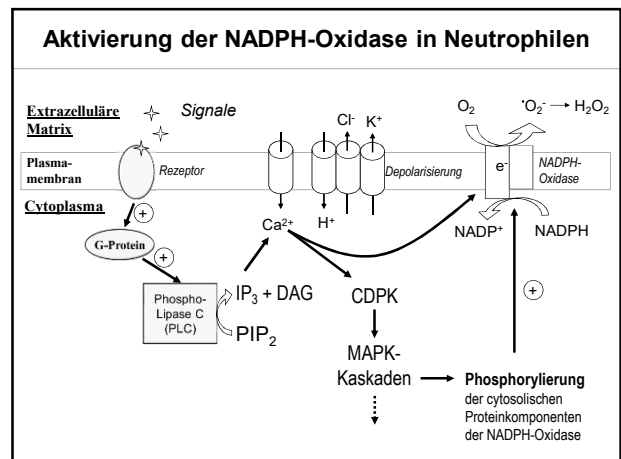 Aktivierung der NADPH-Oxidase in Neutrophilen
Extrazelluläre
Matrix
Signale
Cl⁻
K⁺
O₂
•O₂⁻
H₂O₂
Plasma-
membran
Rezeptor
Depolarisierung
e⁻
NADPH-
Oxidase
Cytoplasma
+
Ca²⁺
H⁺
NADP⁺
NADPH
G-Protein
+
IP₃ + DAG
CDPK
+
Phospho-
Lipase C
(PLC)
PIP₂
MAPK-
Kaskaden
Phosphorylierung
der cytosolischen
Proteinkomponenten
der NADPH-Oxidase